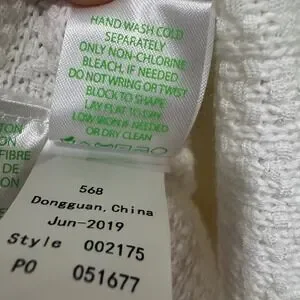 HAND WASH COLD
SEPARATELY
ONLY NON-CHLORINE
BLEACH, IF NEEDED
DO NOT WRING OR TWIST
BLOCK TO SHAPE
LAY FLAT TO DRY
LOW IRON IF NEEDED
OR DRY CLEAN
TON
FIBRE
DE
ON
568
Dongguan, China
Jun-2019
Style 002175
PO 051677